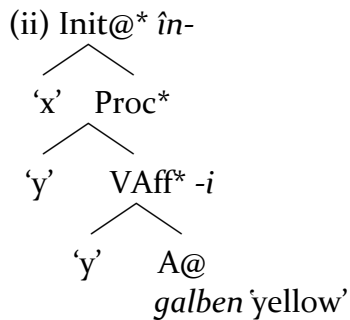 (ii) Init@* în-
‘x’ Proc*
‘y’ VAff* -i
‘y’ A@
galben ‘yellow’